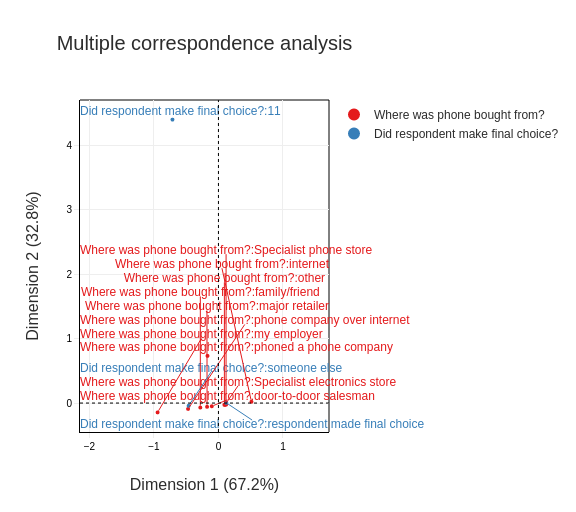 Multiple correspondence analysis
Did respondent make final choice?:11
Where was phone bought from?
Did respondent make final choice?
4
3
Dimension 2 (32.8%)
Where was phone bought from?:Specialist phone store
Where was phone bought from?:internet
2
Where was phone bought from?:other
Where was phone bought from?:family/friend
Where was phone bought from?:major retailer
Where was phone bought from?:phone company over internet
Where was phone bought from?:my employer
1
Where was phone bought from?:phoned a phone company
Did respondent make final choice?:someone else
Where was phone bought from?:Specialist electronics store
Where was phone bought from?:door-to-door salesman
0
Did respondent make final choice?:respondent made final choice
−2 −1 0 1
Dimension 1 (67.2%)